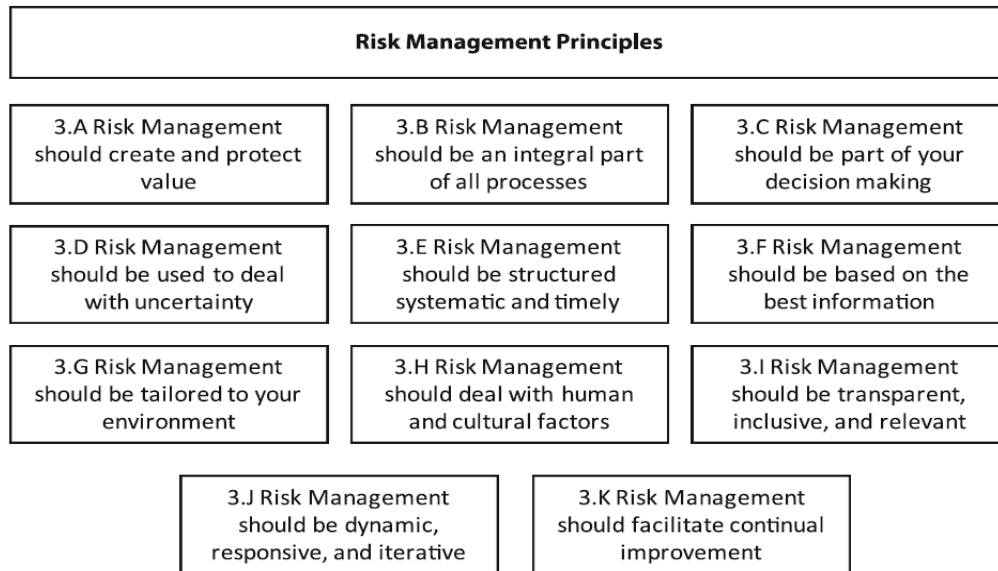 Risk Management Principles
3.A Risk Management
should create and protect
value
3.B Risk Management
should be an integral part
of all processes
3.C Risk Management
should be part of your
decision making
3.D Risk Management
should be used to deal
with uncertainty
3.E Risk Management
should be structured
systematic and timely
3.F Risk Management
should be based on the
best information
3.G Risk Management
should be tailored to your
environment
3.H Risk Management
should deal with human
and cultural factors
3.I Risk Management
should be transparent,
inclusive, and relevant
3.J Risk Management
should be dynamic,
responsive, and iterative
3.K Risk Management
should facilitate continual
improvement